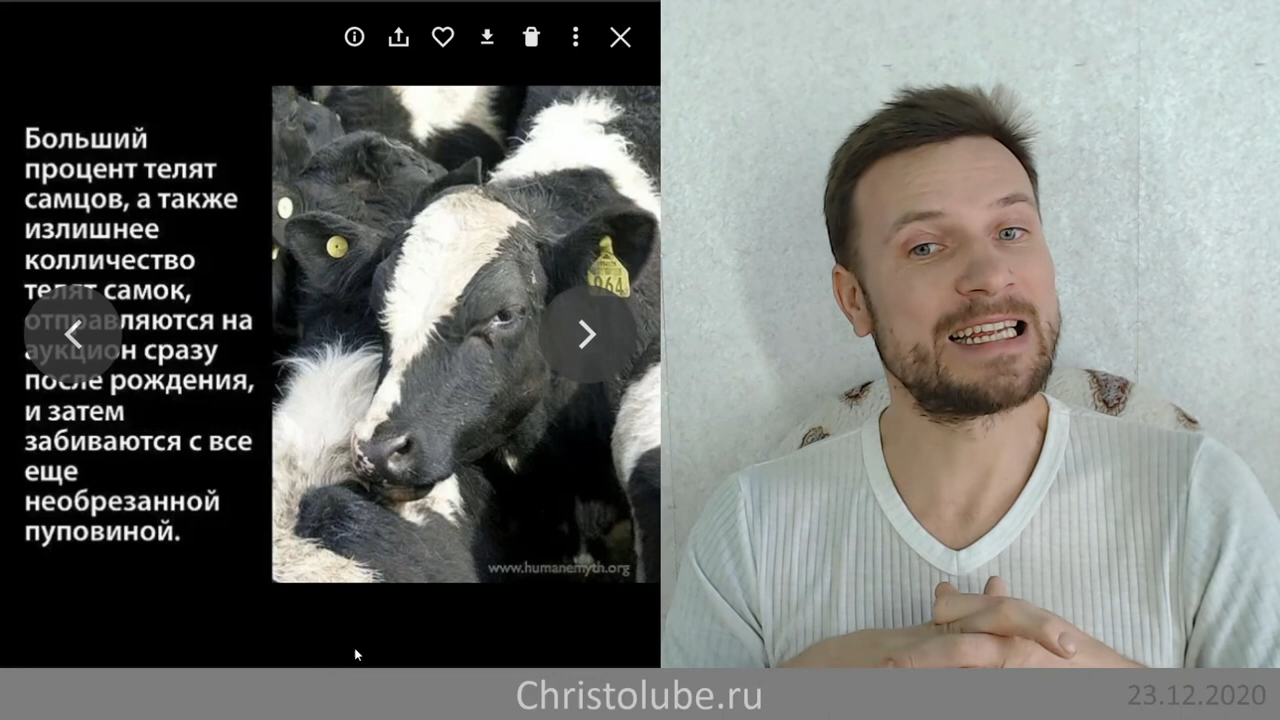 Больший
процент телят
самцов, а также
излишнее
колличество
телят самок,
отправляются на
аукцион сразу
после рождения,
и затем
забиваются с все
еще
необрезанной
пуповиной.
964
www.humanemyth.org
Christolube.ru
23.12.2020